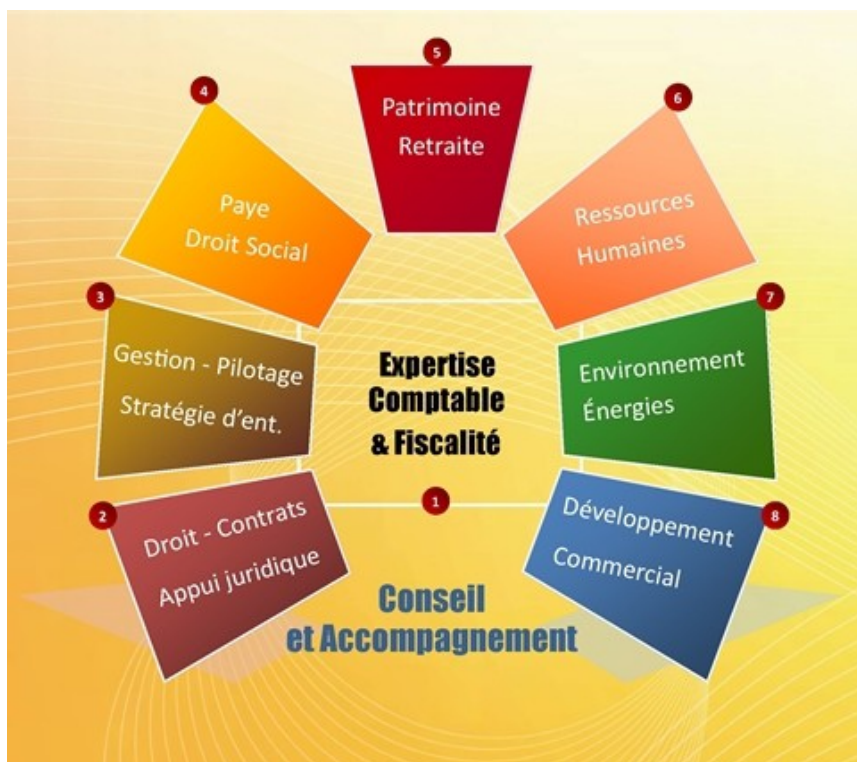 5
Patrimoine
Retraite
4
Paye
Droit Social
6
Ressources
Humaines
3
Gestion - Pilotage
Stratégie d'ent.
7
Environnement
Énergies
Expertise
Comptable
& Fiscalité
1
2
Droit - Contrats
Appui juridique
8
Développement
Commercial
Conseil
et Accompagnement